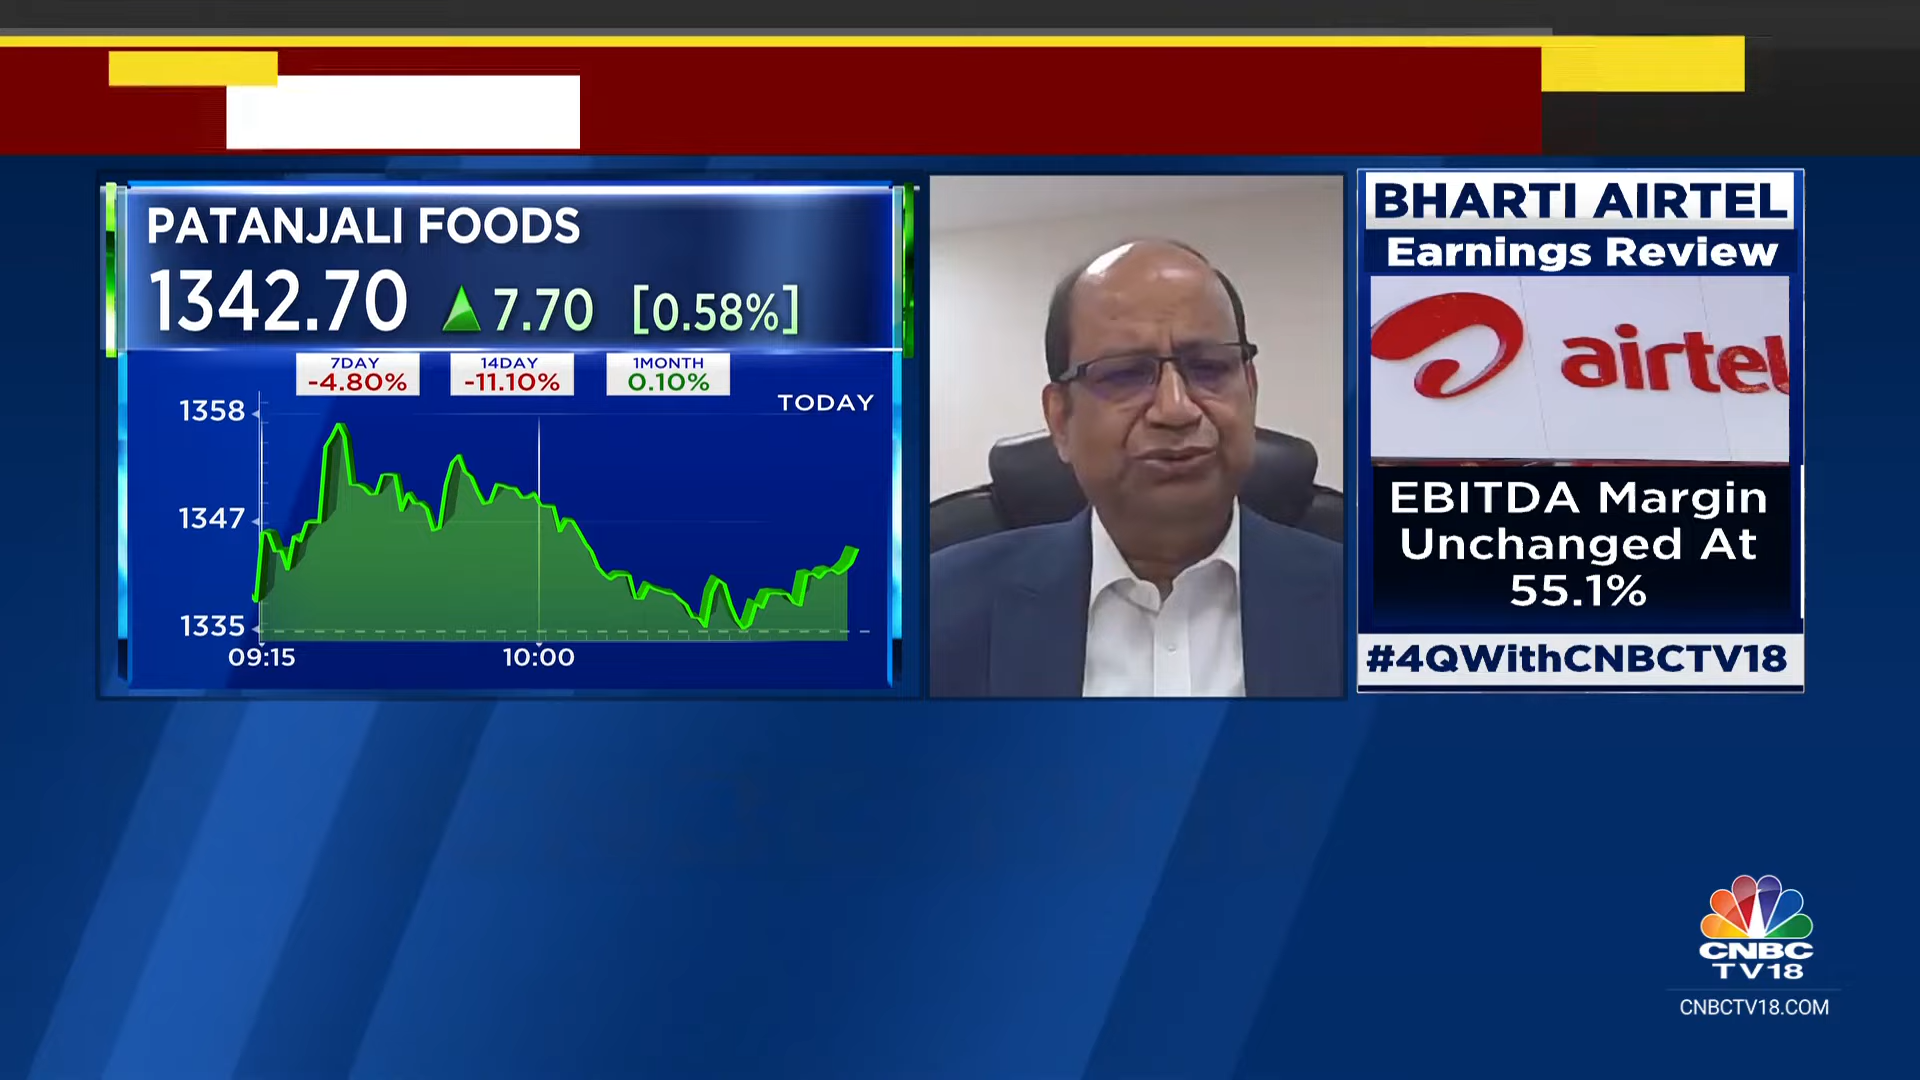 PATANJALI FOODS
1342.70 ▲ 7.70 [0.58%]
7DAY 14DAY 1MONTH
-4.80% -11.10% 0.10%
TODAY
1358
1347
1335
09:15 10:00
BHARTI AIRTEL
Earnings Review
airtel
EBITDA Margin
Unchanged At
55.1%
#4QWithCNBCTV18
CNBC
TV18
CNBCTV18.COM